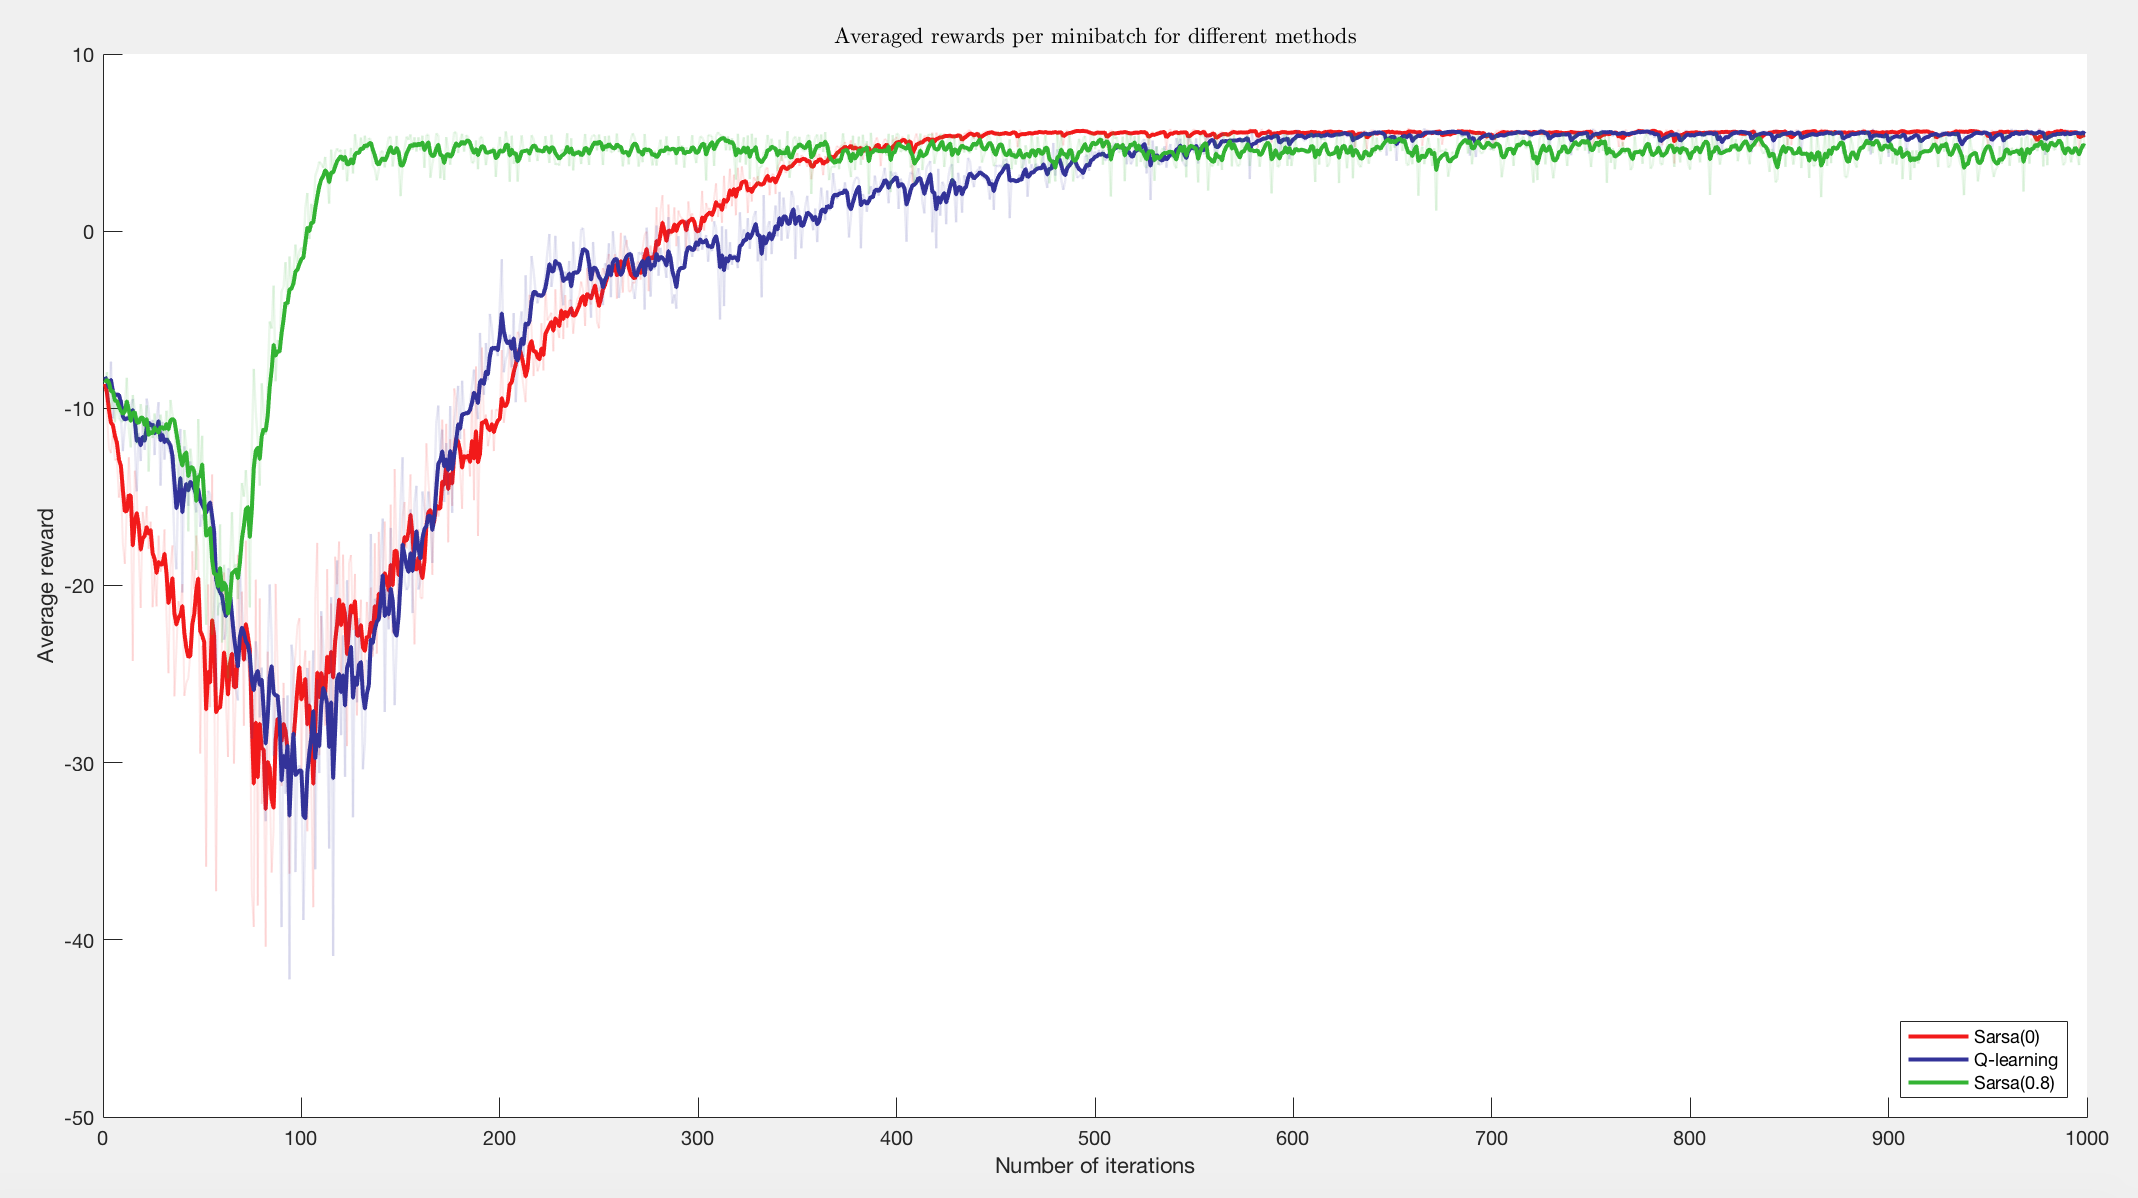 Averaged rewards per minibatch for different methods
10
0
-10
-20
-30
-40
-50
Average reward
0 100 200 300 400 500 600 700 800 900 1000
Number of iterations
Sarsa(0)
Q-learning
Sarsa(0.8)